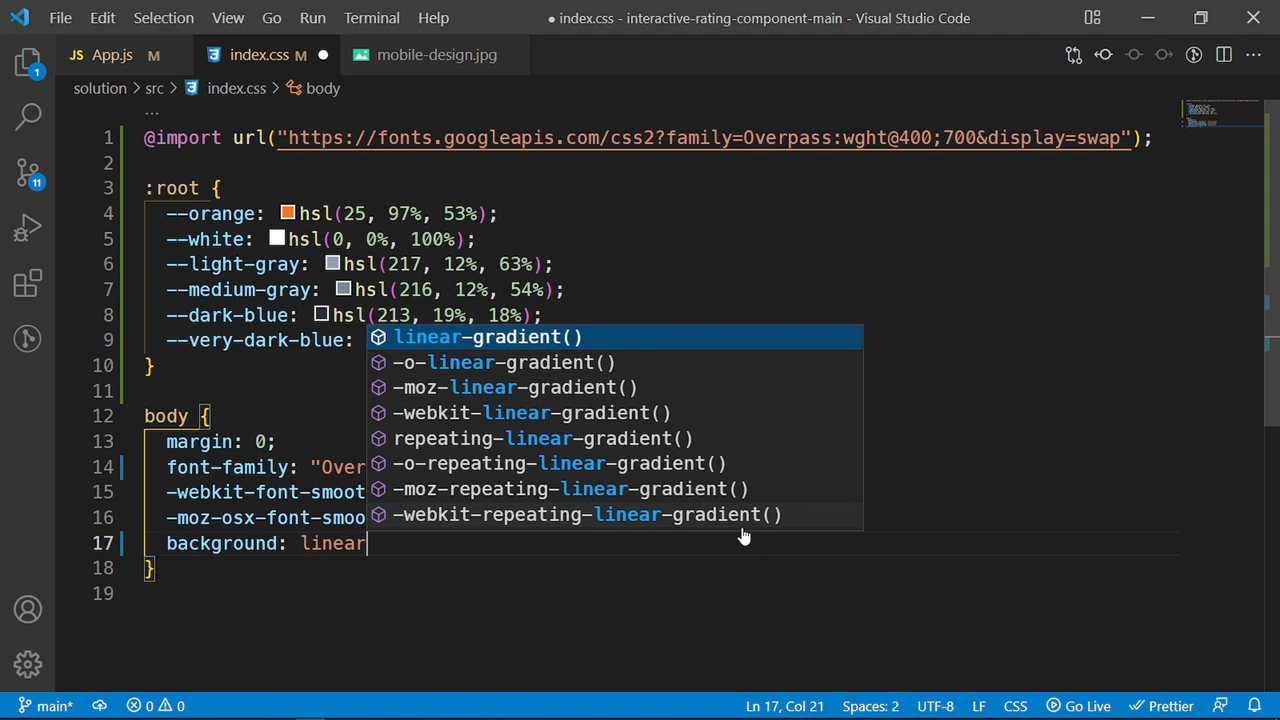 File Edit Selection View Go Run Terminal Help ● index.css - interactive-rating-component-main - Visual Studio Code
JS App.js M index.css M ● mobile-design.jpg ...
solution > src > index.css > body
...
1 @import url("https://fonts.googleapis.com/css2?family=Overpass:wght@400;700&display=swap");
2
3 :root {
4 --orange: hsl(25, 97%, 53%);
5 --white: hsl(0, 0%, 100%);
6 --light-gray: hsl(217, 12%, 63%);
7 --medium-gray: hsl(216, 12%, 54%);
8 --dark-blue: hsl(213, 19%, 18%);
9 --very-dark-blue:
linear-gradient()
-o-linear-gradient()
10 }
-moz-linear-gradient()
11
-webkit-linear-gradient()
12 body {
repeating-linear-gradient()
13 margin: 0;
-o-repeating-linear-gradient()
14 font-family: "Over
-moz-repeating-linear-gradient()
15 -webkit-font-smoot
-webkit-repeating-linear-gradient()
16 -moz-osx-font-smoo
17 background: linear
18 }
19
1
11
main* 0 0 Ln 17, Col 21 Spaces: 2 UTF-8 LF CSS Go Live Prettier